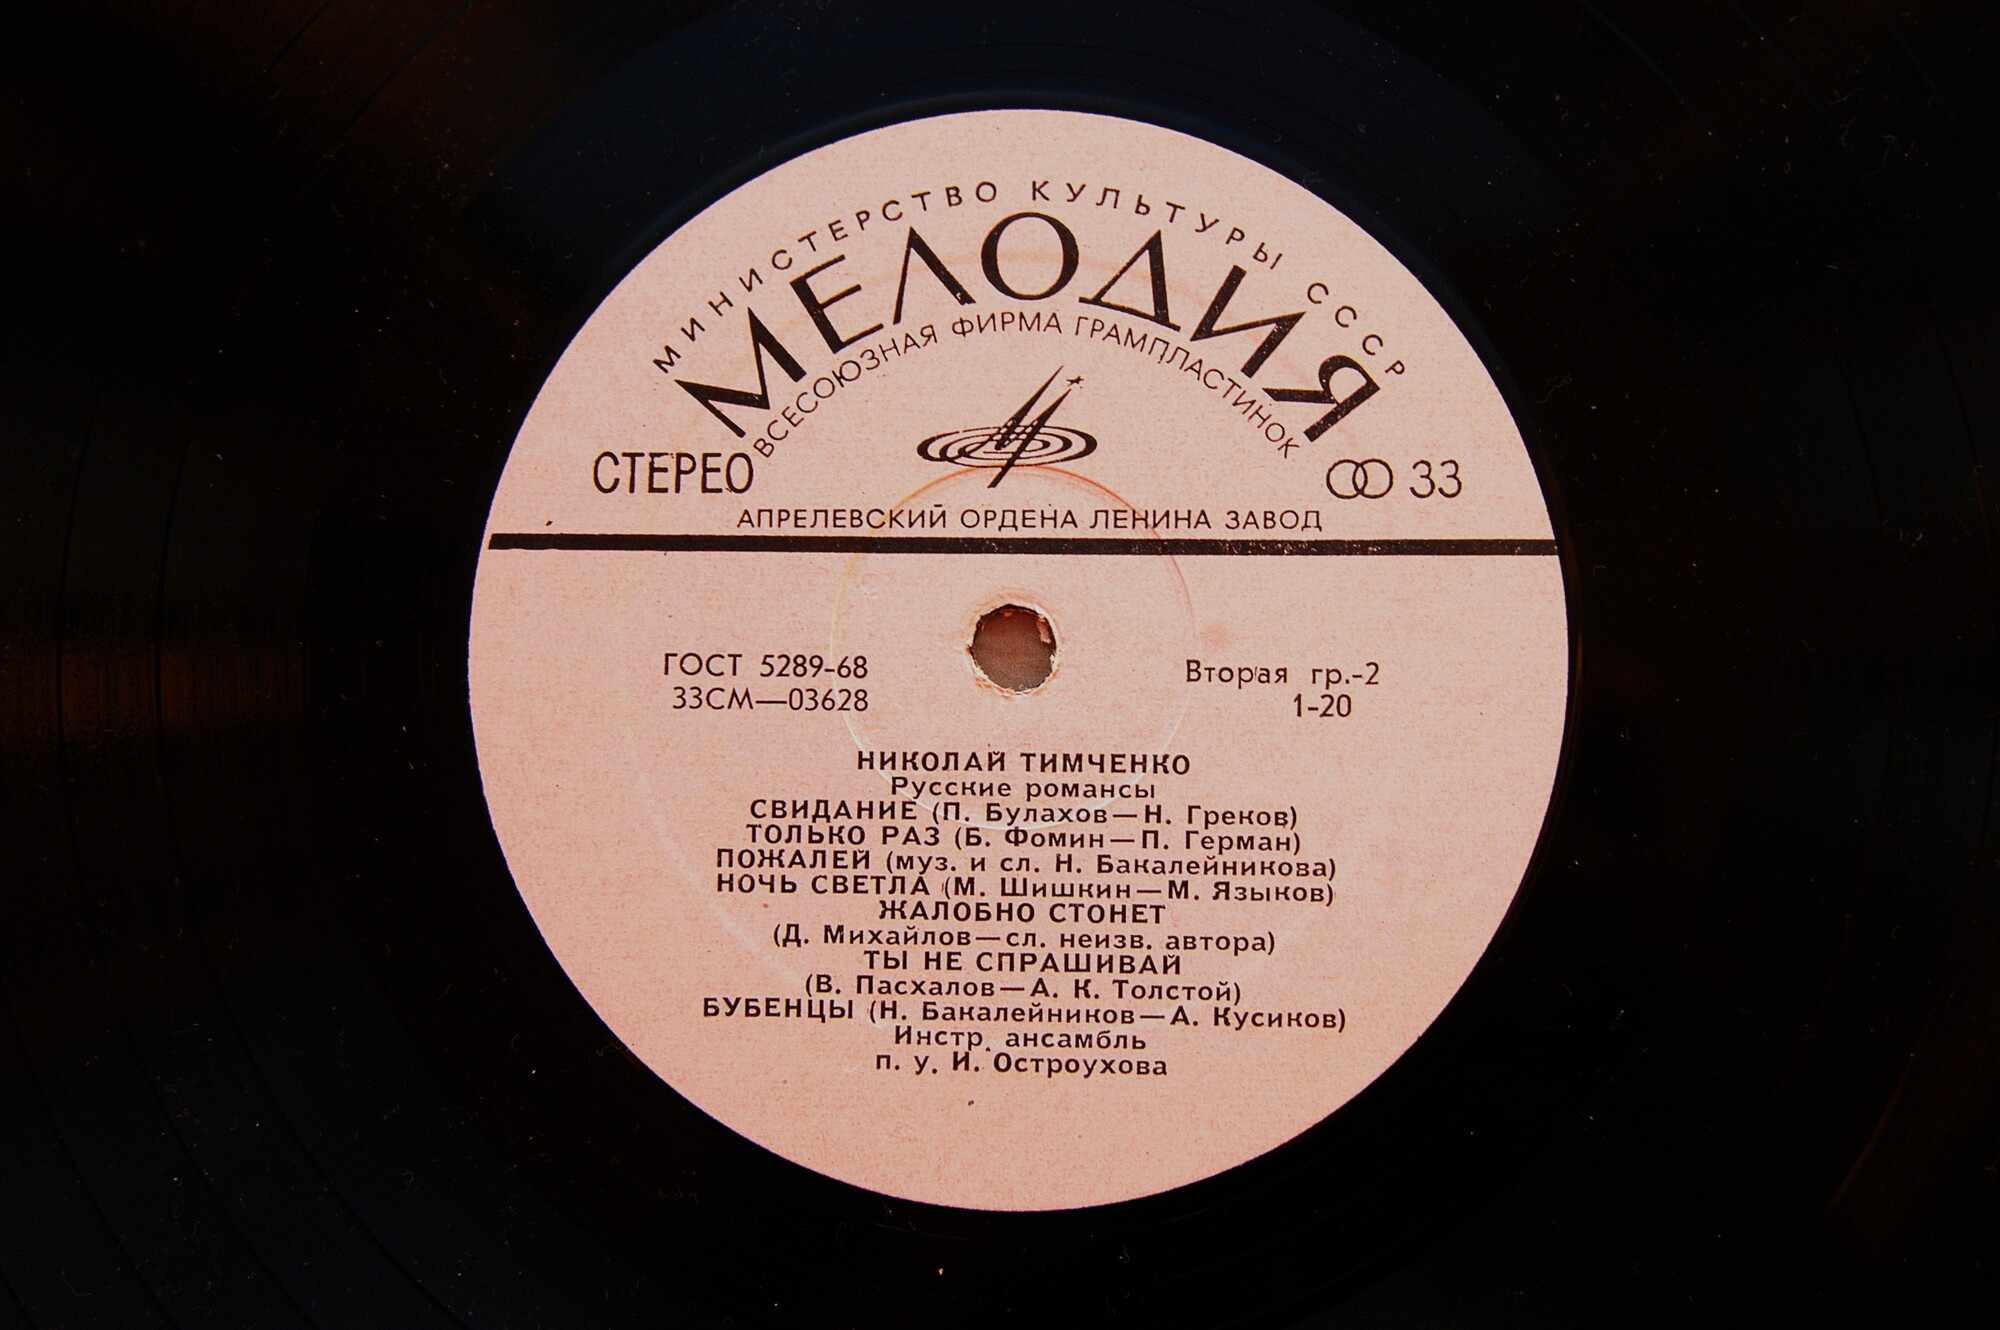 МИНИСТЕРСТВО КУЛЬТУРЫ СССР
МЕЛОДИЯ
ВСЕСОЮЗНАЯ ФИРМА ГРАМПЛАСТИНОК
СТЕРЕО
33
АПРЕЛЕВСКИЙ ОРДЕНА ЛЕНИНА ЗАВОД
ГОСТ 5289-68
33СМ—03628
Вторая гр.-2
1-20
НИКОЛАЙ ТИМЧЕНКО
Русские романсы
СВИДАНИЕ (П. Булахов—Н. Греков)
ТОЛЬКО РАЗ (Б. Фомин—П. Герман)
ПОЖАЛЕЙ (муз. и сл. Н. Бакалейникова)
НОЧЬ СВЕТЛА (М. Шишкин—М. Языков)
ЖАЛОБНО СТОНЕТ
(Д. Михайлов—сл. неизв. автора)
ТЫ НЕ СПРАШИВАЙ
(В. Пасхалов—А. К. Толстой)
БУБЕНЦЫ (Н. Бакалейников—А. Кусиков)
Инстр. ансамбль
п. у. И. Остроухова